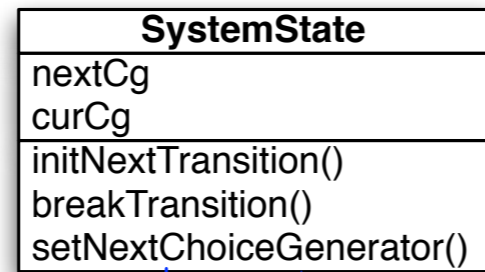 SystemState
nextCg
curCg
initNextTransition()
breakTransition()
setNextChoiceGenerator()